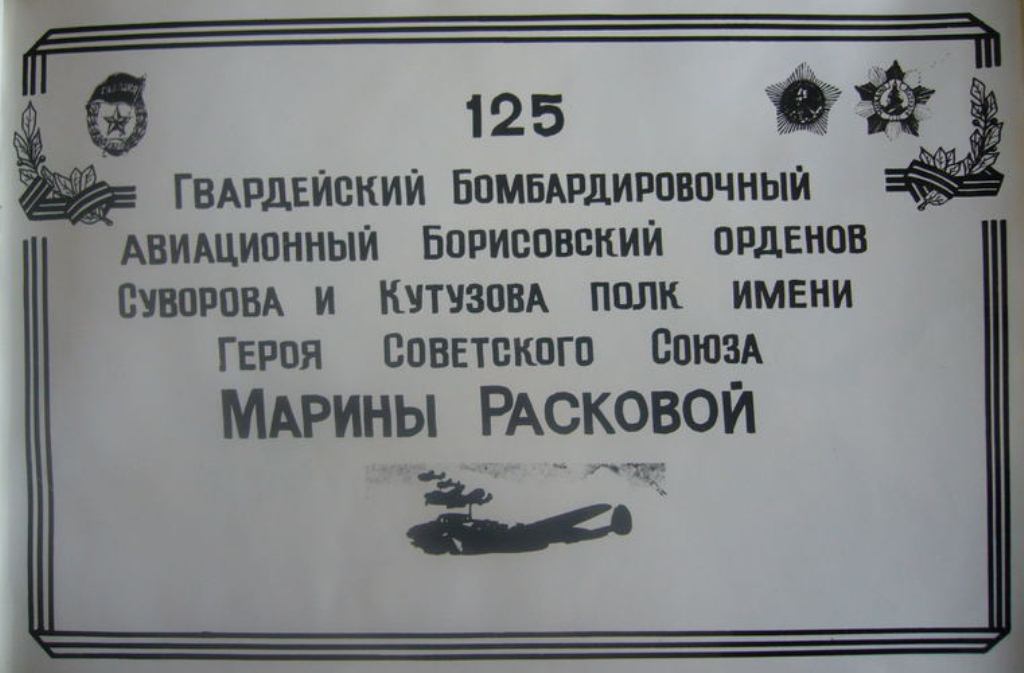 125
Гвардейский Бомбардировочный
авиационный Борисовский орденов
Суворова и Кутузова полк имени
Героя Советского Союза
Марины Расковой